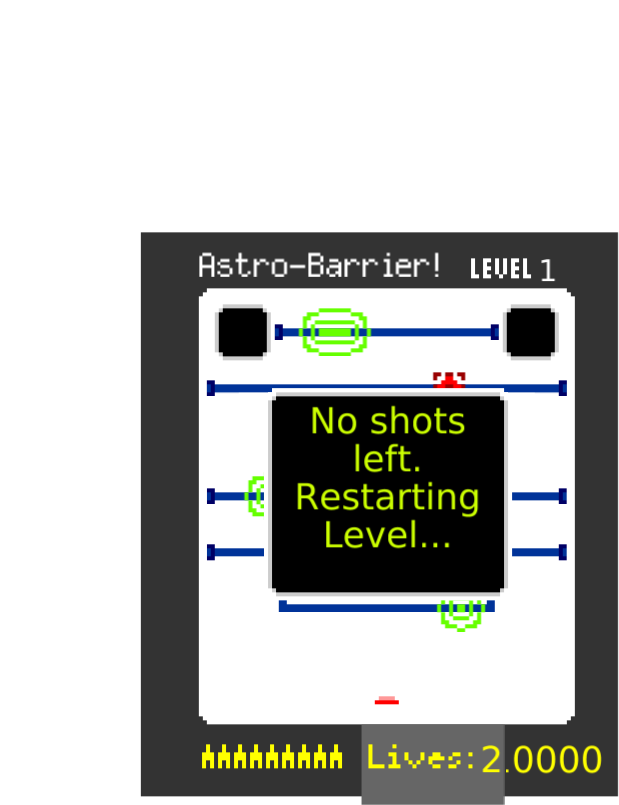 Astro-Barrier! LEVEL 1
No shots
left.
Restarting
Level...
Lives:2.0000